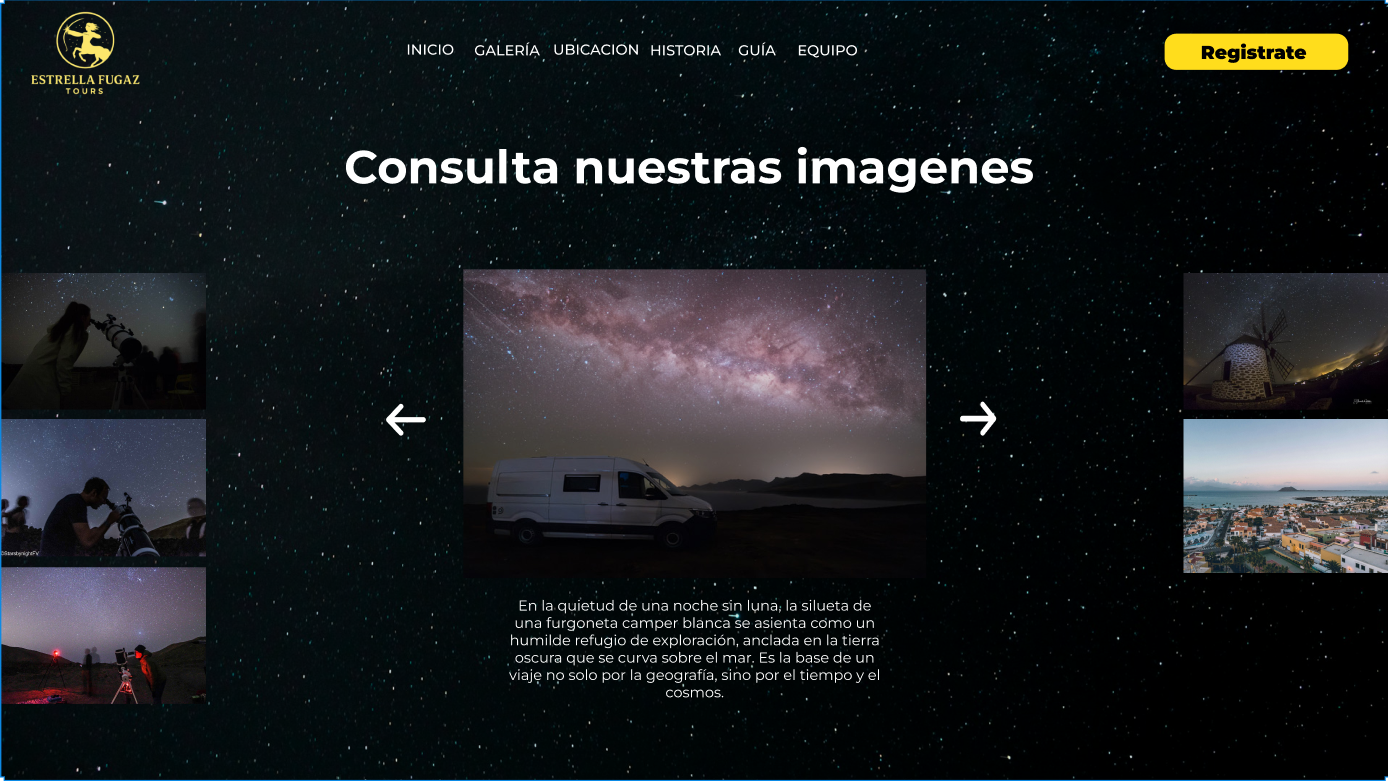 ESTRELLA FUGAZ
TOURS
INICIO
GALERÍA
UBICACION
HISTORIA
GUÍA
EQUIPO
Registrate
Consulta nuestras imagenes
©StarsbynightFV
En la quietud de una noche sin luna, la silueta de
una furgoneta camper blanca se asienta como un
humilde refugio de exploración, anclada en la tierra
oscura que se curva sobre el mar. Es la base de un
viaje no solo por la geografía, sino por el tiempo y el
cosmos.